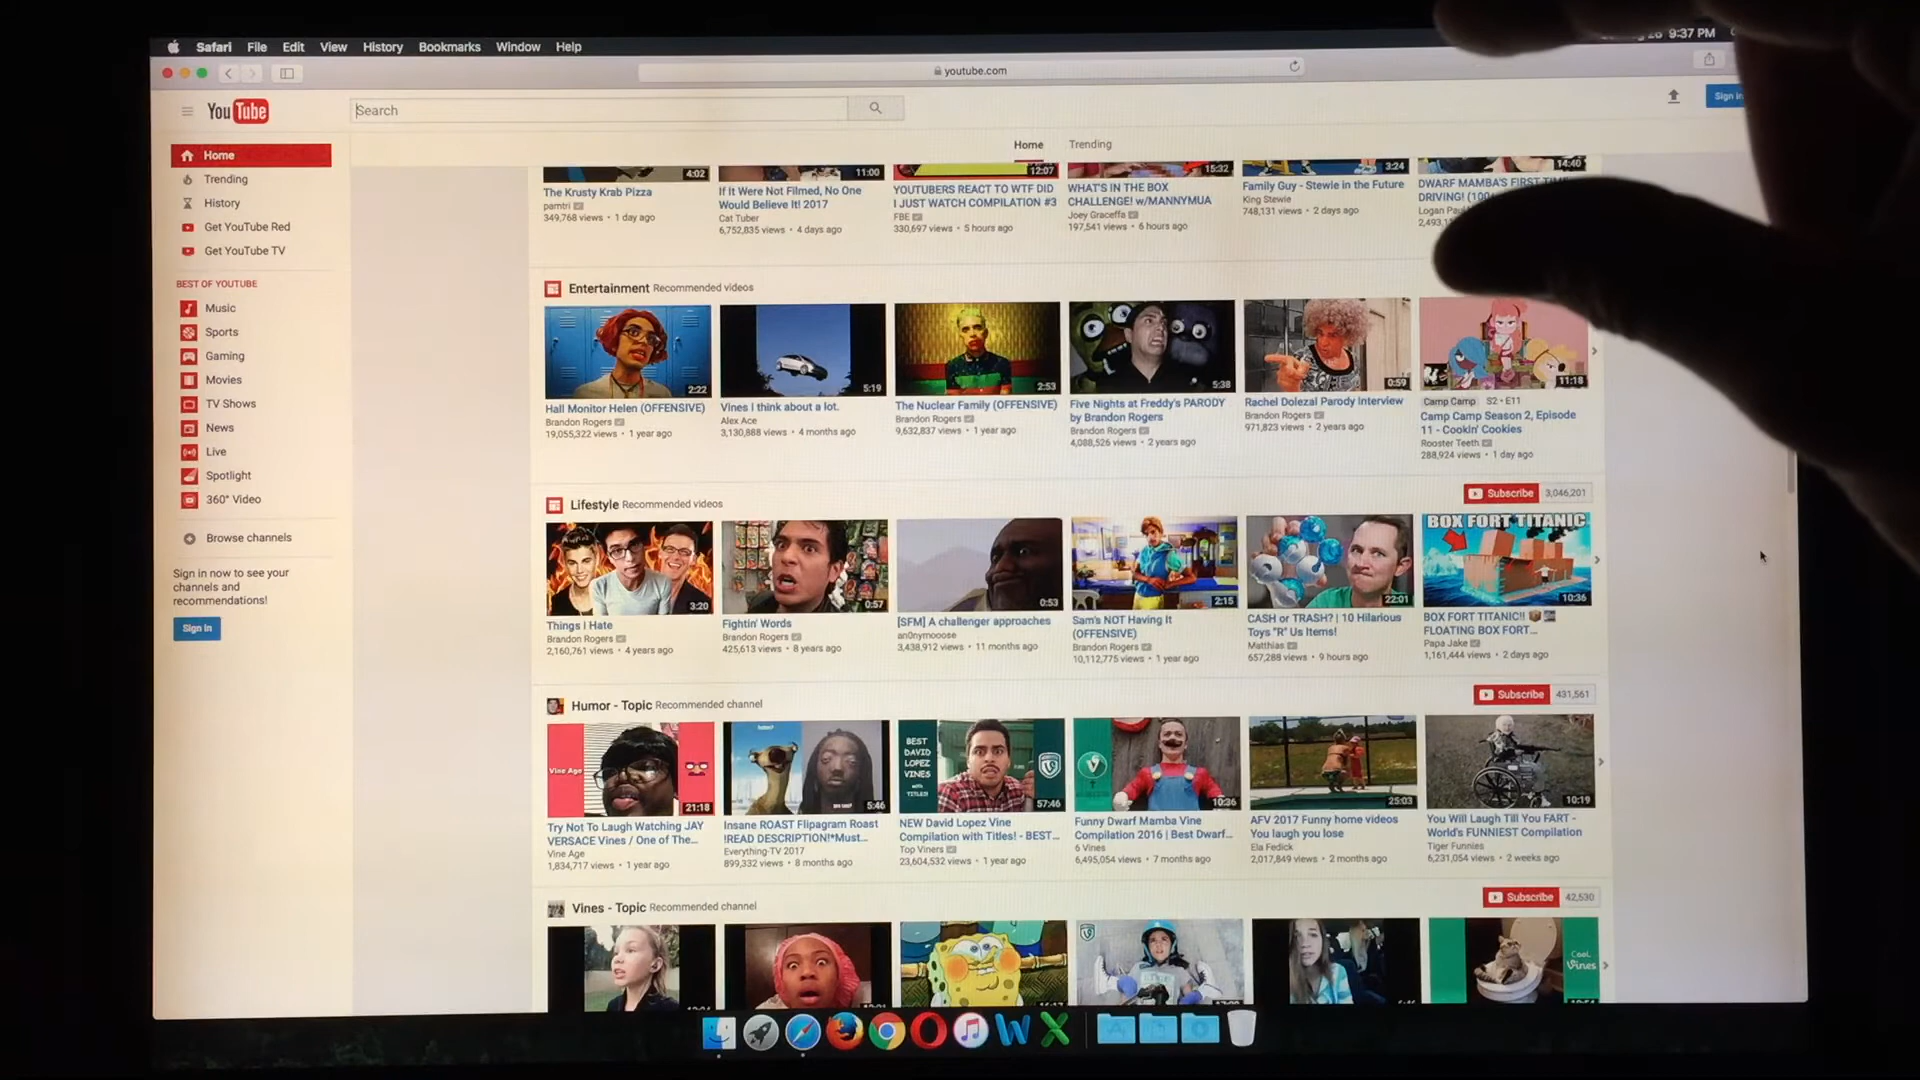 Safari File Edit View History Bookmarks Window Help
9:37 PM
youtube.com
YouTube
Search
Sign in
Home
Trending
History
Get YouTube Red
Get YouTube TV
BEST OF YOUTUBE
Music
Sports
Gaming
Movies
TV Shows
News
Live
Spotlight
360° Video
Browse channels
Sign in now to see your
channels and
recommendations!
Sign in
Home Trending
4:02
The Krusty Krab Pizza
pamtri
349,768 views • 1 day ago
11:00
If It Were Not Filmed, No One
Would Believe It! 2017
Cat Tuber
6,752,835 views • 4 days ago
12:07
YOUTUBERS REACT TO WTF DID
I JUST WATCH COMPILATION #3
FBE
330,697 views • 5 hours ago
15:32
WHAT'S IN THE BOX
CHALLENGE! w/MANNYMUA
Joey Graceffa
197,541 views • 6 hours ago
3:24
Family Guy - Stewie in the Future
King Stewie
748,131 views • 2 days ago
14:40
DWARF MAMBA'S FIRST TIME
DRIVING!
Logan
2,493,
Entertainment Recommended videos
2:22
Hall Monitor Helen (OFFENSIVE)
Brandon Rogers
19,055,322 views • 1 year ago
5:19
Vines I think about a lot.
Alex Ace
3,130,888 views • 4 months ago
2:53
The Nuclear Family (OFFENSIVE)
Brandon Rogers
9,632,837 views • 1 year ago
5:38
Five Nights at Freddy's PARODY
by Brandon Rogers
Brandon Rogers
4,088,526 views • 2 years ago
0:59
Rachel Dolezal Parody Interview
Brandon Rogers
971,823 views • 2 years ago
11:18
Camp Camp S2 • E11
Camp Camp Season 2, Episode
11 - Cookin' Cookies
Rooster Teeth
288,924 views • 1 day ago
Lifestyle Recommended videos
Subscribe 3,046,201
3:20
Things I Hate
Brandon Rogers
2,160,761 views • 4 years ago
0:57
Fightin' Words
Brandon Rogers
425,613 views • 8 years ago
0:53
[SFM] A challenger approaches
an0nymooose
3,438,912 views • 11 months ago
2:15
Sam's NOT Having It
(OFFENSIVE)
Brandon Rogers
10,112,775 views • 1 year ago
22:01
CASH or TRASH? | 10 Hilarious
Toys "R" Us Items!
Matthias
657,288 views • 9 hours ago
BOX FORT TITANIC
10:36
BOX FORT TITANIC!!
FLOATING BOX FORT...
Papa Jake
1,161,444 views • 2 days ago
Humor - Topic Recommended channel
Subscribe 431,561
Vine Age
21:18
Try Not To Laugh Watching JAY
VERSACE Vines / One of The...
Vine Age
1,834,717 views • 1 year ago
5:46
Insane ROAST Flipagram Roast
!READ DESCRIPTION!*Must...
Everything-TV 2017
899,332 views • 8 months ago
BEST
DAVID
LOPEZ
VINES
with
TITLES!!
57:46
NEW David Lopez Vine
Compilation with Titles! - BEST...
Top Viners
23,604,532 views • 1 year ago
10:36
Funny Dwarf Mamba Vine
Compilation 2016 | Best Dwarf...
6 Vines
6,495,054 views • 7 months ago
25:03
AFV 2017 Funny home videos
You laugh you lose
Ela Fedick
2,017,849 views • 2 months ago
10:19
You Will Laugh Till You FART -
World's FUNNIEST Compilation
Tiger Funnies
6,231,054 views • 2 weeks ago
Vines - Topic Recommended channel
Subscribe 42,530
Cool
Vines